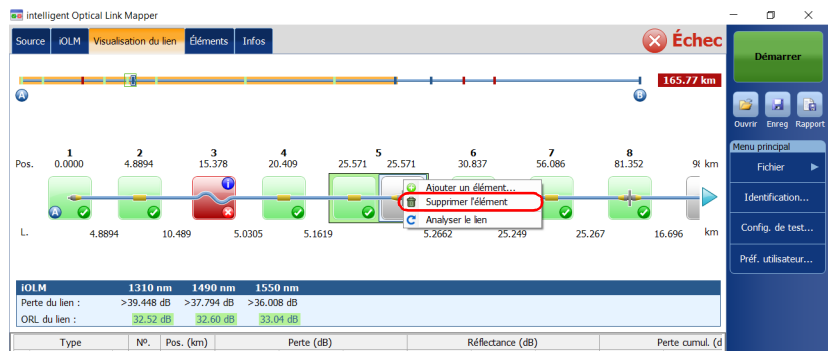 intelligent Optical Link Mapper
Source iOLM Visualisation du lien Éléments Infos
Échec
Démarrer
165.77 km
A B
Ouvrir Enreg Rapport
Menu principal
Fichier
Identification...
Config. de test...
Préf. utilisateur...
1 2 3 4 5 6 7 8
Pos. 0.0000 4.8894 15.378 20.409 25.571 25.571 30.837 56.086 81.352 98 km
Ajouter un élément...
Supprimer l'élément
Analyser le lien
A
L. 4.8894 10.489 5.0305 5.1619 5.2662 25.249 25.267 16.696 km
iOLM 1310 nm 1490 nm 1550 nm
Perte du lien : >39.448 dB >37.794 dB >36.008 dB
ORL du lien : 32.52 dB 32.60 dB 33.04 dB
Type Nº. Pos. (km) Perte (dB) Réflectance (dB) Perte cumul. (d